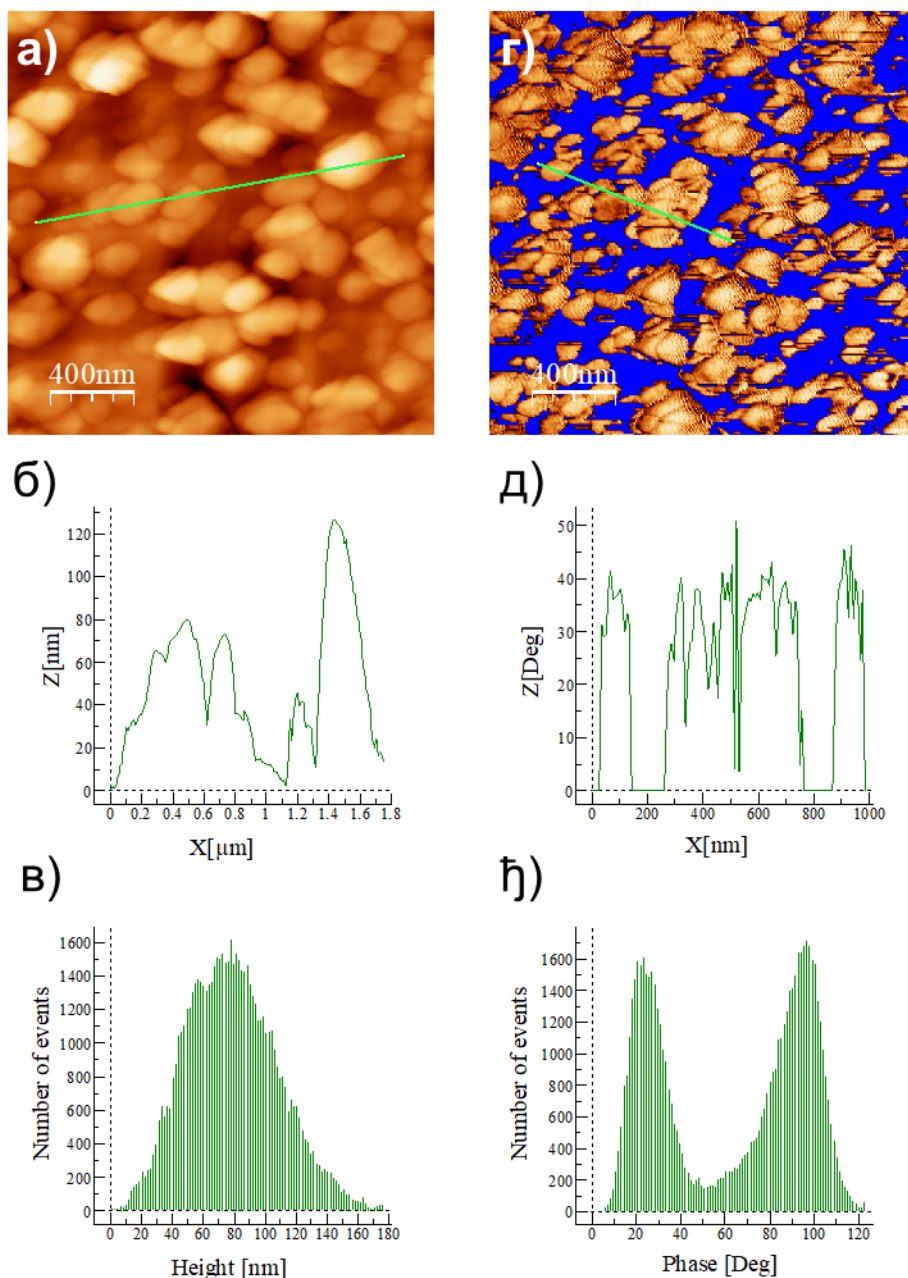 а)
400nm
г)
400nm
б)
120
100
80
60
40
20
0
Z[nm]
0 0.2 0.4 0.6 0.8 1 1.2 1.4 1.6 1.8
X[µm]
д)
50
40
30
20
10
0
Z[Deg]
0 200 400 600 800 1000
X[nm]
в)
1600
1400
1200
1000
800
600
400
200
0
Number of events
0 20 40 60 80 100 120 140 160 180
Height [nm]
ђ)
1600
1400
1200
1000
800
600
400
200
0
Number of events
0 20 40 60 80 100 120
Phase [Deg]